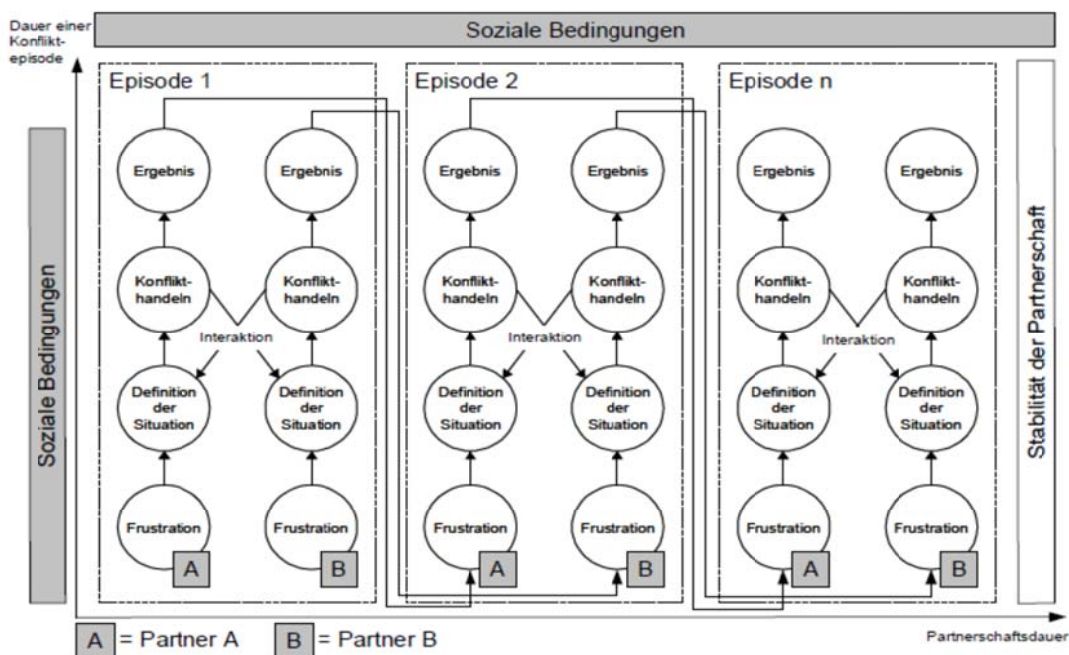 Dauer einer
Konflikt-
episode
Soziale Bedingungen
Soziale Bedingungen
Episode 1
Episode 2
Episode n
Ergebnis
Ergebnis
Ergebnis
Ergebnis
Ergebnis
Ergebnis
Konflikt-
handeln
Konflikt-
handeln
Konflikt-
handeln
Konflikt-
handeln
Konflikt-
handeln
Konflikt-
handeln
Interaktion
Interaktion
Interaktion
Definition
der
Situation
Definition
der
Situation
Definition
der
Situation
Definition
der
Situation
Definition
der
Situation
Definition
der
Situation
Frustration
Frustration
Frustration
Frustration
Frustration
Frustration
A
B
A
B
A
B
Stabilität der Partnerschaft
A = Partner A
B = Partner B
Partnerschaftsdauer